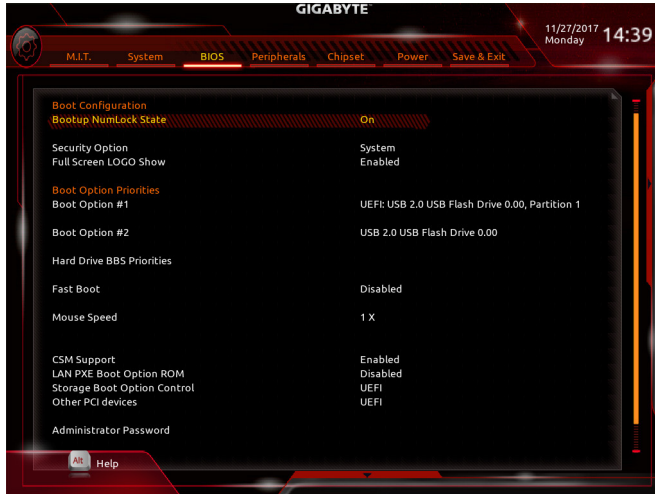 GIGABYTE™
11/27/2017
Monday
14:39
M.I.T. System BIOS Peripherals Chipset Power Save & Exit
Boot Configuration
Bootup NumLock State On
Security Option System
Full Screen LOGO Show Enabled
Boot Option Priorities
Boot Option #1 UEFI: USB 2.0 USB Flash Drive 0.00, Partition 1
Boot Option #2 USB 2.0 USB Flash Drive 0.00
Hard Drive BBS Priorities
Fast Boot Disabled
Mouse Speed 1 X
CSM Support Enabled
LAN PXE Boot Option ROM Disabled
Storage Boot Option Control UEFI
Other PCI devices UEFI
Administrator Password
Alt Help